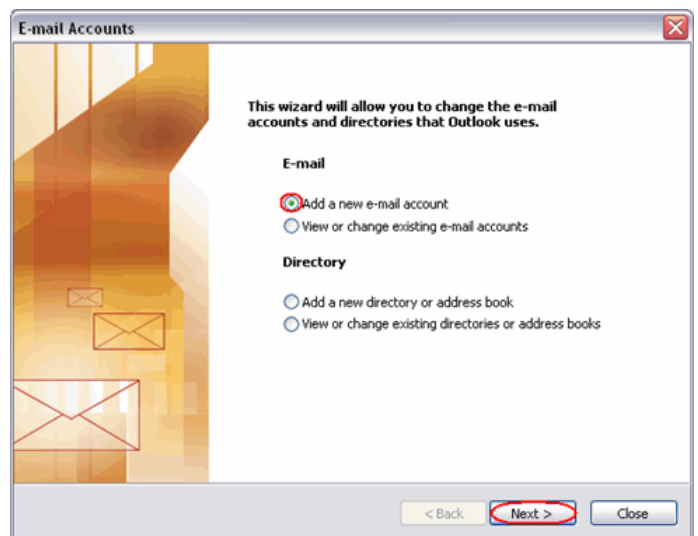 E-mail Accounts
This wizard will allow you to change the e-mail
accounts and directories that Outlook uses.
E-mail
Add a new e-mail account
View or change existing e-mail accounts
Directory
Add a new directory or address book
View or change existing directories or address books
< Back Next > Close